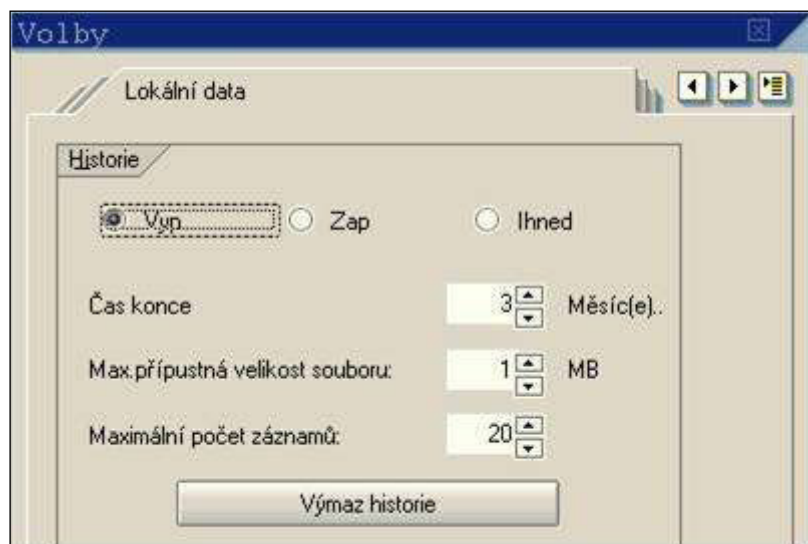 Volby
Lokální data
Historie
Vyp Zap Ihned
Čas konce 3 Měsíc(e)..
Max.přípustná velikost souboru: 1 MB
Maximální počet záznamů: 20
Výmaz historie